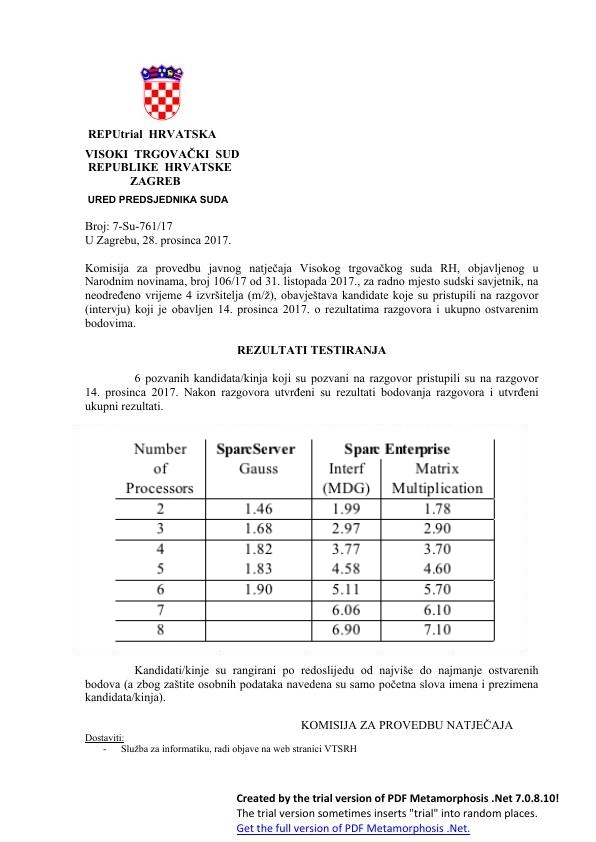 REPUtrial HRVATSKA
VISOKI TRGOVAČKI SUD
REPUBLIKE HRVATSKE
ZAGREB
URED PREDSJEDNIKA SUDA
Broj: 7-Su-761/17
U Zagrebu, 28. prosinca 2017.
Komisija za provedbu javnog natječaja Visokog trgovačkog suda RH, objavljenog u
Narodnim novinama, broj 106/17 od 31. listopada 2017., za radno mjesto sudski savjetnik, na
neodređeno vrijeme 4 izvršitelja (m/ž), obavještava kandidate koje su pristupili na razgovor
(intervju) koji je obavljen 14. prosinca 2017. o rezultatima razgovora i ukupno ostvarenim
bodovima.
REZULTATI TESTIRANJA
6 pozvanih kandidata/kinja koji su pozvani na razgovor pristupili su na razgovor
14. prosinca 2017. Nakon razgovora utvrđeni su rezultati bodovanja razgovora i utvrđeni
ukupni rezultati.
Number SparcServer Sparc Enterprise
of Gauss Interf Matrix
Processors (MDG) Multiplication
2 1.46 1.99 1.78
3 1.68 2.97 2.90
4 1.82 3.77 3.70
5 1.83 4.58 4.60
6 1.90 5.11 5.70
7 6.06 6.10
8 6.90 7.10
Kandidati/kinje su rangirani po redoslijedu od najviše do najmanje ostvarenih
bodova (a zbog zaštite osobnih podataka navedena su samo početna slova imena i prezimena
kandidata/kinja).
KOMISIJA ZA PROVEDBU NATJEČAJA
Dostaviti:
- Služba za informatiku, radi objave na web stranici VTSRH
Created by the trial version of PDF Metamorphosis .Net 7.0.8.10!
The trial version sometimes inserts "trial" into random places.
Get the full version of PDF Metamorphosis .Net.